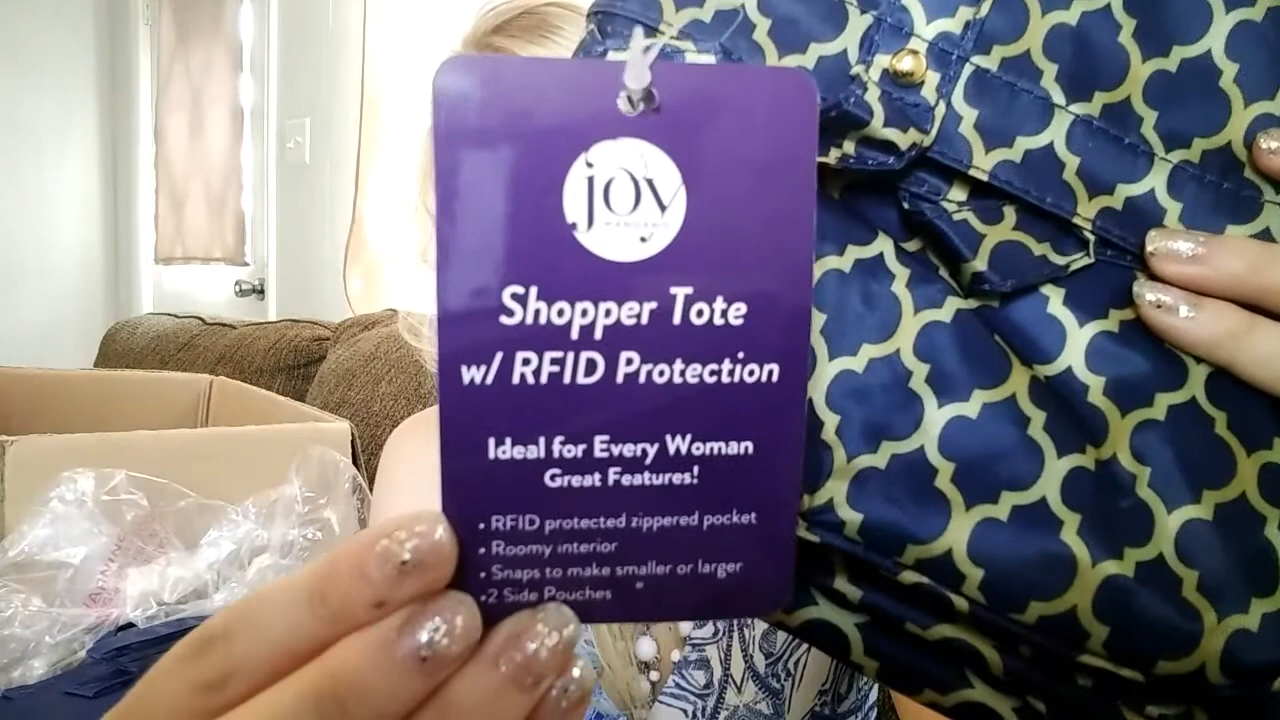 joy
Shopper Tote
w/ RFID Protection
Ideal for Every Woman
Great Features!
• RFID protected zippered pocket
• Roomy interior
• Snaps to make smaller or larger
•2 Side Pouches
WARNING